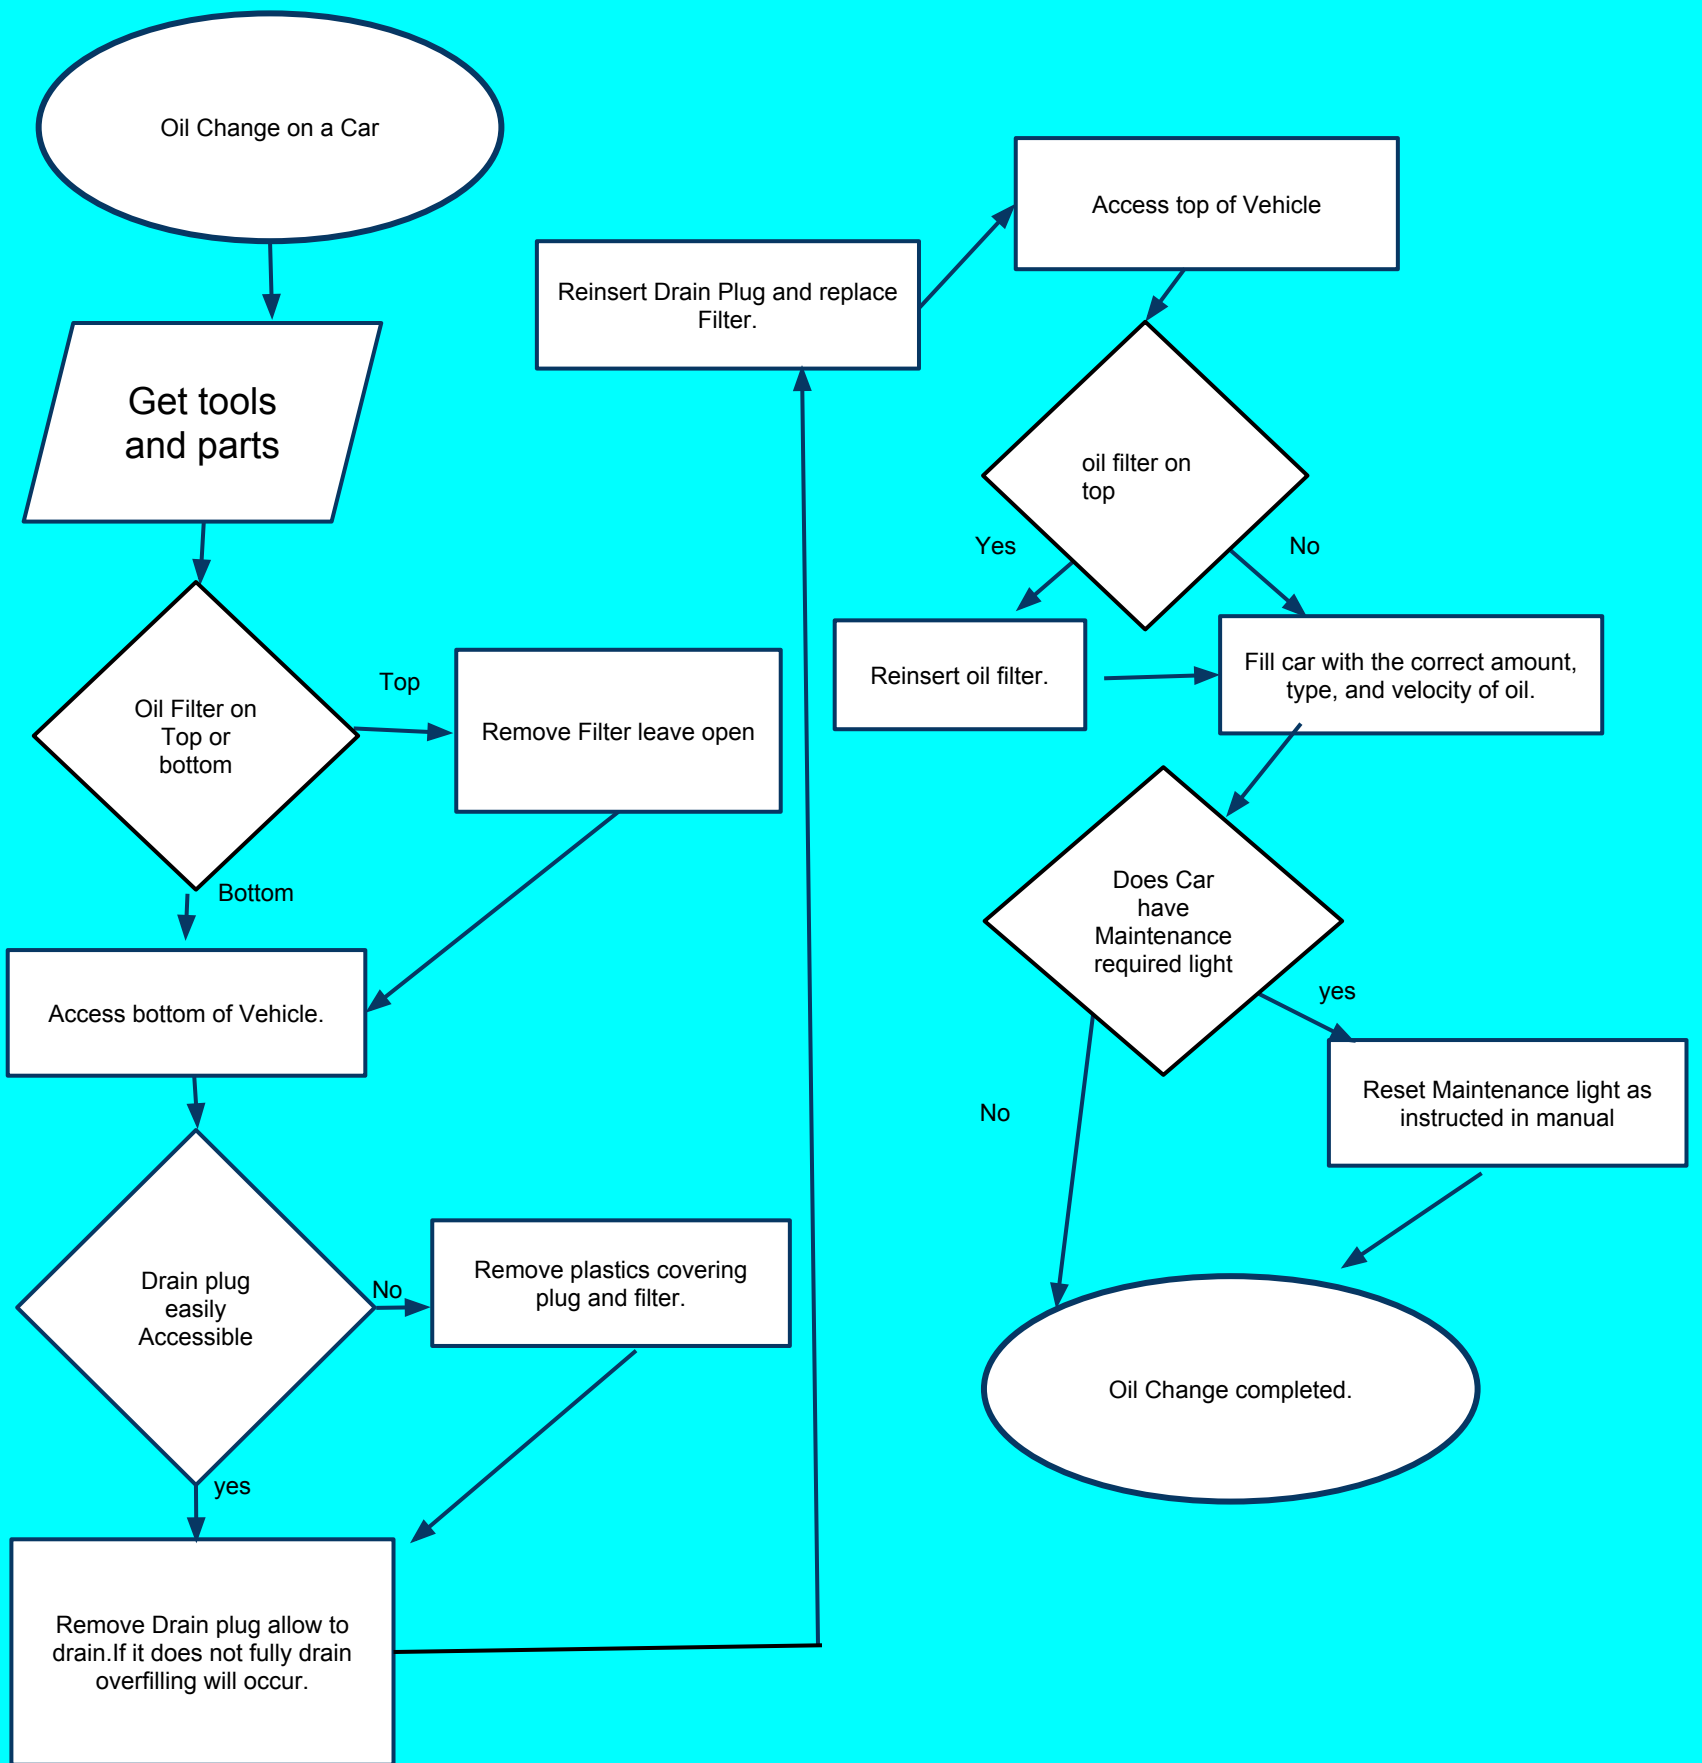 Oil Change on a Car
Get tools
and parts
Oil Filter on
Top or
bottom
Top
Remove Filter leave open
Bottom
Access bottom of Vehicle.
Drain plug
easily
Accessible
No
Remove plastics covering
plug and filter.
yes
Remove Drain plug allow to
drain.If it does not fully drain
overfilling will occur.
Reinsert Drain Plug and replace
Filter.
Access top of Vehicle
oil filter on
top
Yes
No
Reinsert oil filter.
Fill car with the correct amount,
type, and velocity of oil.
Does Car
have
Maintenance
required light
yes
No
Reset Maintenance light as
instructed in manual
Oil Change completed.